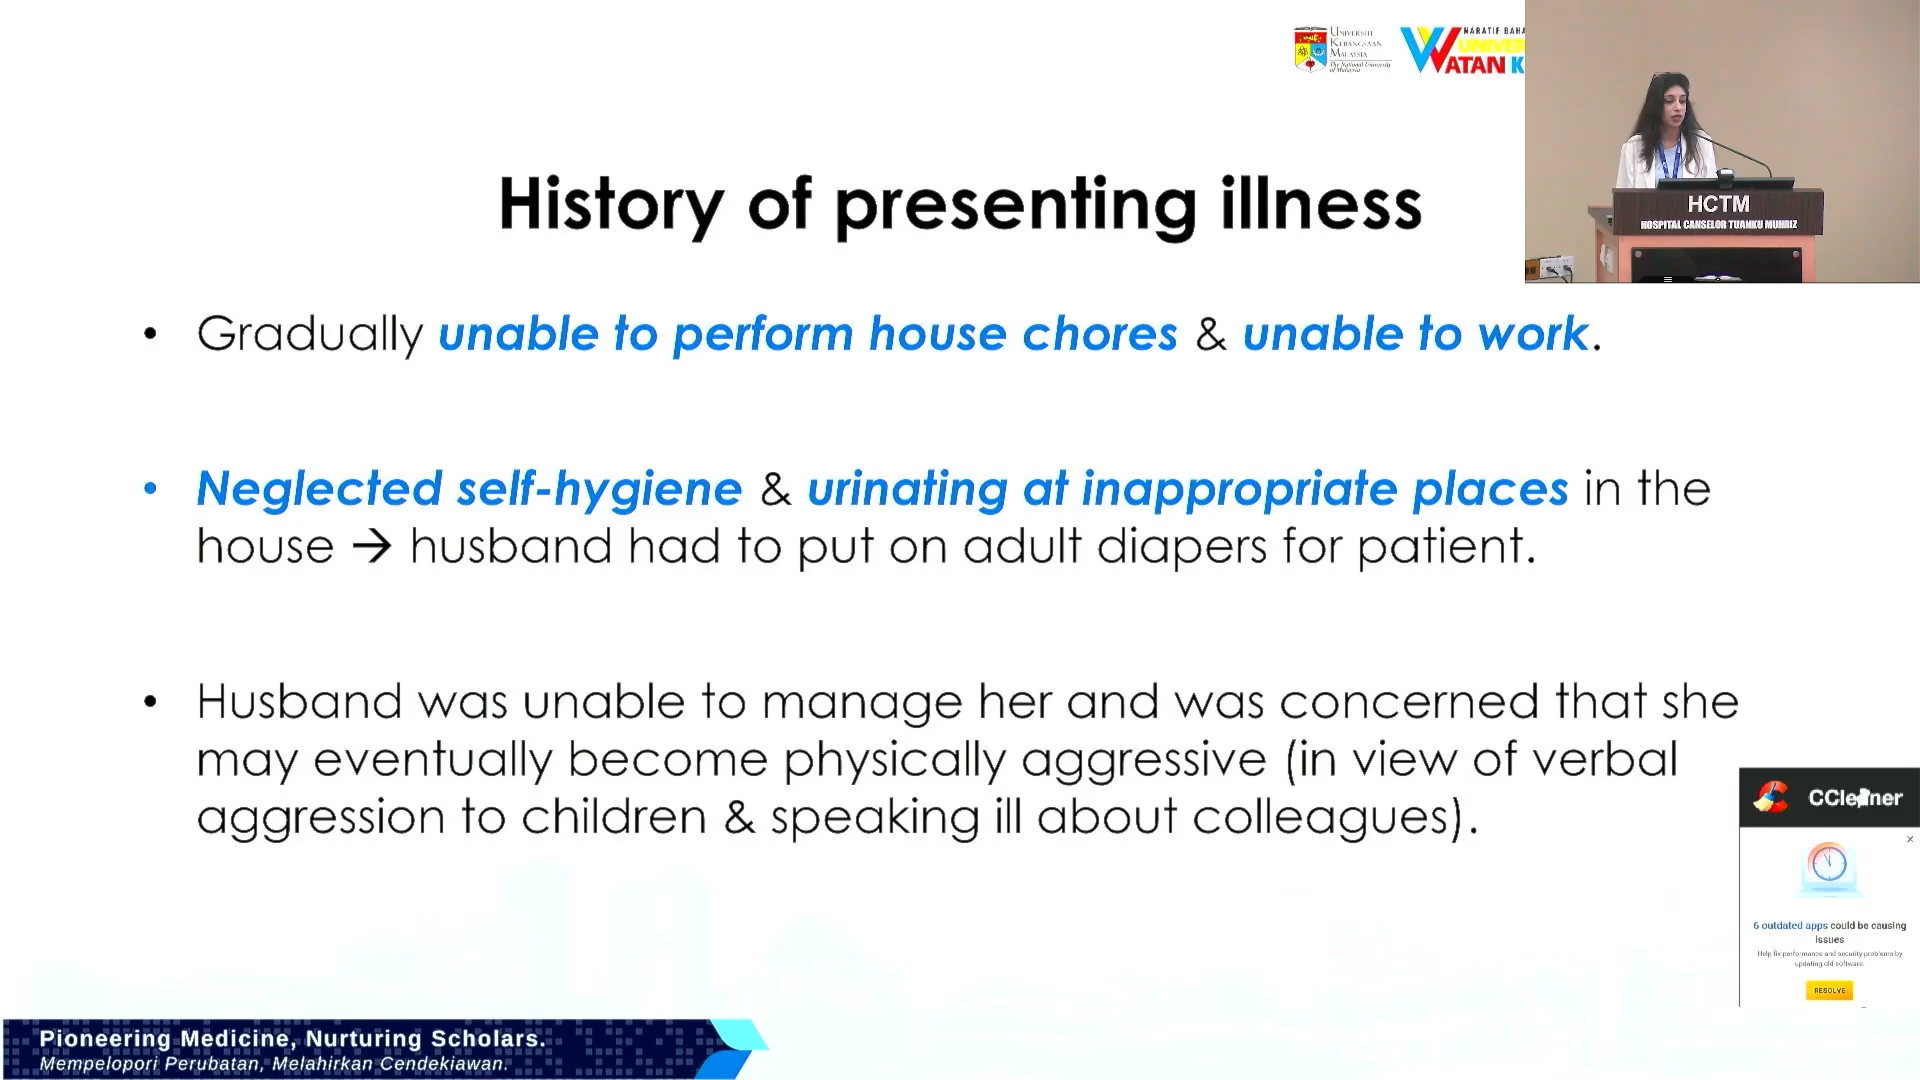 UNIVERSITI
KEBANGSAAN
MALAYSIA
The National University
of Malaysia
NARATIF BAHA
UNIVER
WATAN K
HCTM
HOSPITAL CANSELOR TUANKU MUHRIZ
History of presenting illness
• Gradually unable to perform house chores & unable to work.
• Neglected self-hygiene & urinating at inappropriate places in the
house → husband had to put on adult diapers for patient.
• Husband was unable to manage her and was concerned that she
may eventually become physically aggressive (in view of verbal
aggression to children & speaking ill about colleagues).
CCleaner
6 outdated apps could be causing
issues
Help fix performance and security problems by
updating old software.
RESOLVE
Pioneering Medicine, Nurturing Scholars.
Mempelopori Perubatan, Melahirkan Cendekiawan.